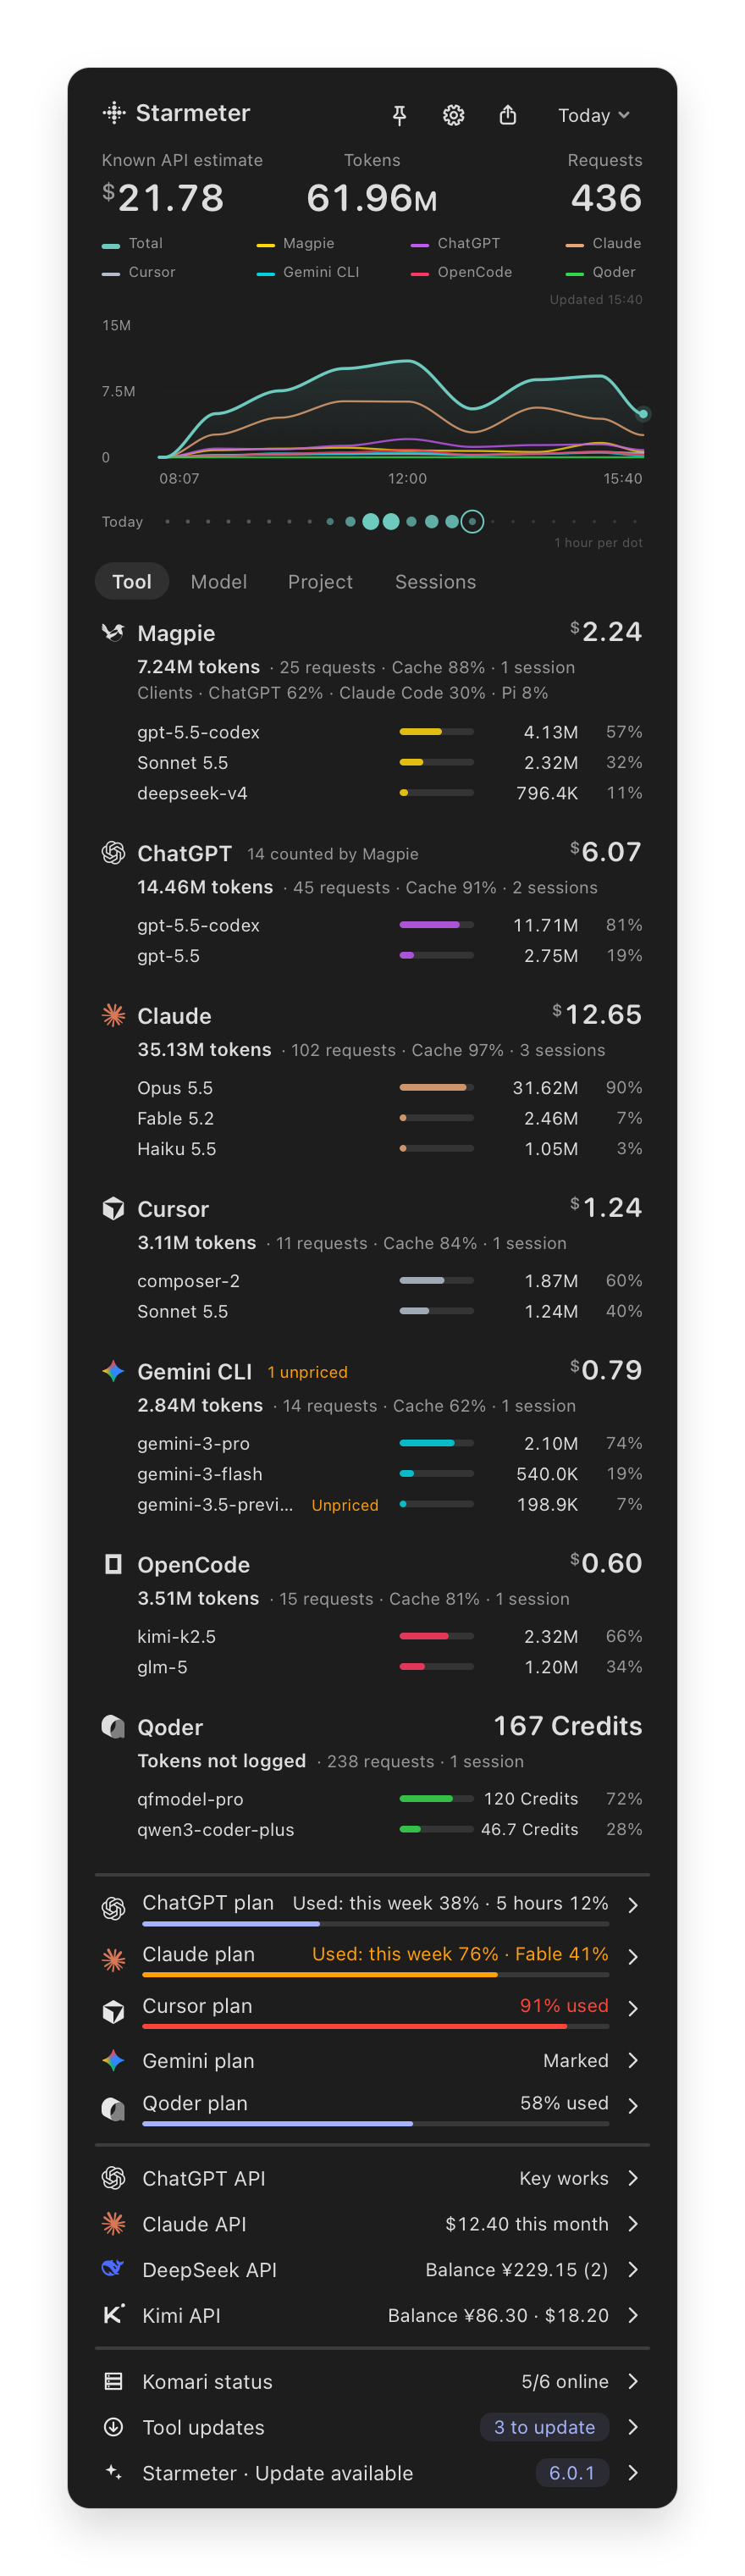 Starmeter Today
Known API estimate Tokens Requests
$21.78 61.96M 436
Total Magpie ChatGPT Claude
Cursor Gemini CLI OpenCode Qoder
Updated 15:40
15M
7.5M
0
08:07 12:00 15:40
Today
1 hour per dot
Tool Model Project Sessions
Magpie $2.24
7.24M tokens · 25 requests · Cache 88% · 1 session
Clients · ChatGPT 62% · Claude Code 30% · Pi 8%
gpt-5.5-codex 4.13M 57%
Sonnet 5.5 2.32M 32%
deepseek-v4 796.4K 11%
ChatGPT 14 counted by Magpie $6.07
14.46M tokens · 45 requests · Cache 91% · 2 sessions
gpt-5.5-codex 11.71M 81%
gpt-5.5 2.75M 19%
Claude $12.65
35.13M tokens · 102 requests · Cache 97% · 3 sessions
Opus 5.5 31.62M 90%
Fable 5.2 2.46M 7%
Haiku 5.5 1.05M 3%
Cursor $1.24
3.11M tokens · 11 requests · Cache 84% · 1 session
composer-2 1.87M 60%
Sonnet 5.5 1.24M 40%
Gemini CLI 1 unpriced $0.79
2.84M tokens · 14 requests · Cache 62% · 1 session
gemini-3-pro 2.10M 74%
gemini-3-flash 540.0K 19%
gemini-3.5-previ... Unpriced 198.9K 7%
OpenCode $0.60
3.51M tokens · 15 requests · Cache 81% · 1 session
kimi-k2.5 2.32M 66%
glm-5 1.20M 34%
Qoder 167 Credits
Tokens not logged · 238 requests · 1 session
qfmodel-pro 120 Credits 72%
qwen3-coder-plus 46.7 Credits 28%
ChatGPT plan Used: this week 38% · 5 hours 12%
Claude plan Used: this week 76% · Fable 41%
Cursor plan 91% used
Gemini plan Marked
Qoder plan 58% used
ChatGPT API Key works
Claude API $12.40 this month
DeepSeek API Balance ¥229.15 (2)
Kimi API Balance ¥86.30 · $18.20
Komari status 5/6 online
Tool updates 3 to update
Starmeter · Update available 6.0.1